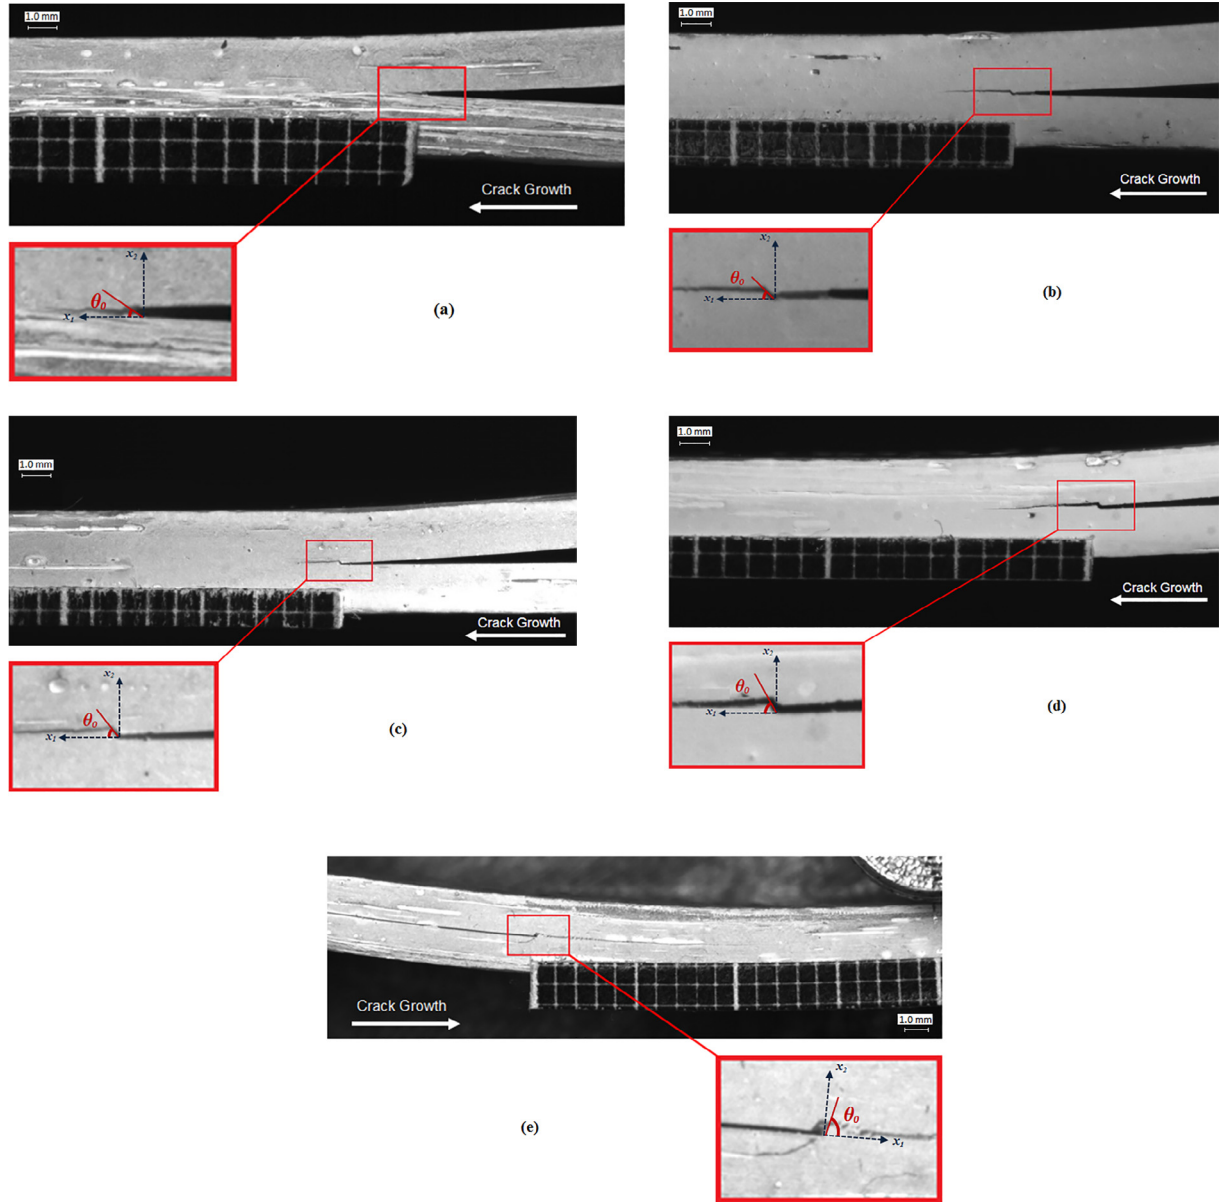 1.0 mm
Crack Growth
x₂
θ₀
x₁
(a)
1.0 mm
Crack Growth
x₂
θ₀
x₁
(b)
1.0 mm
Crack Growth
x₂
θ₀
x₁
(c)
1.0 mm
Crack Growth
x₂
θ₀
x₁
(d)
Crack Growth
1.0 mm
x₂
θ₀
x₁
(e)